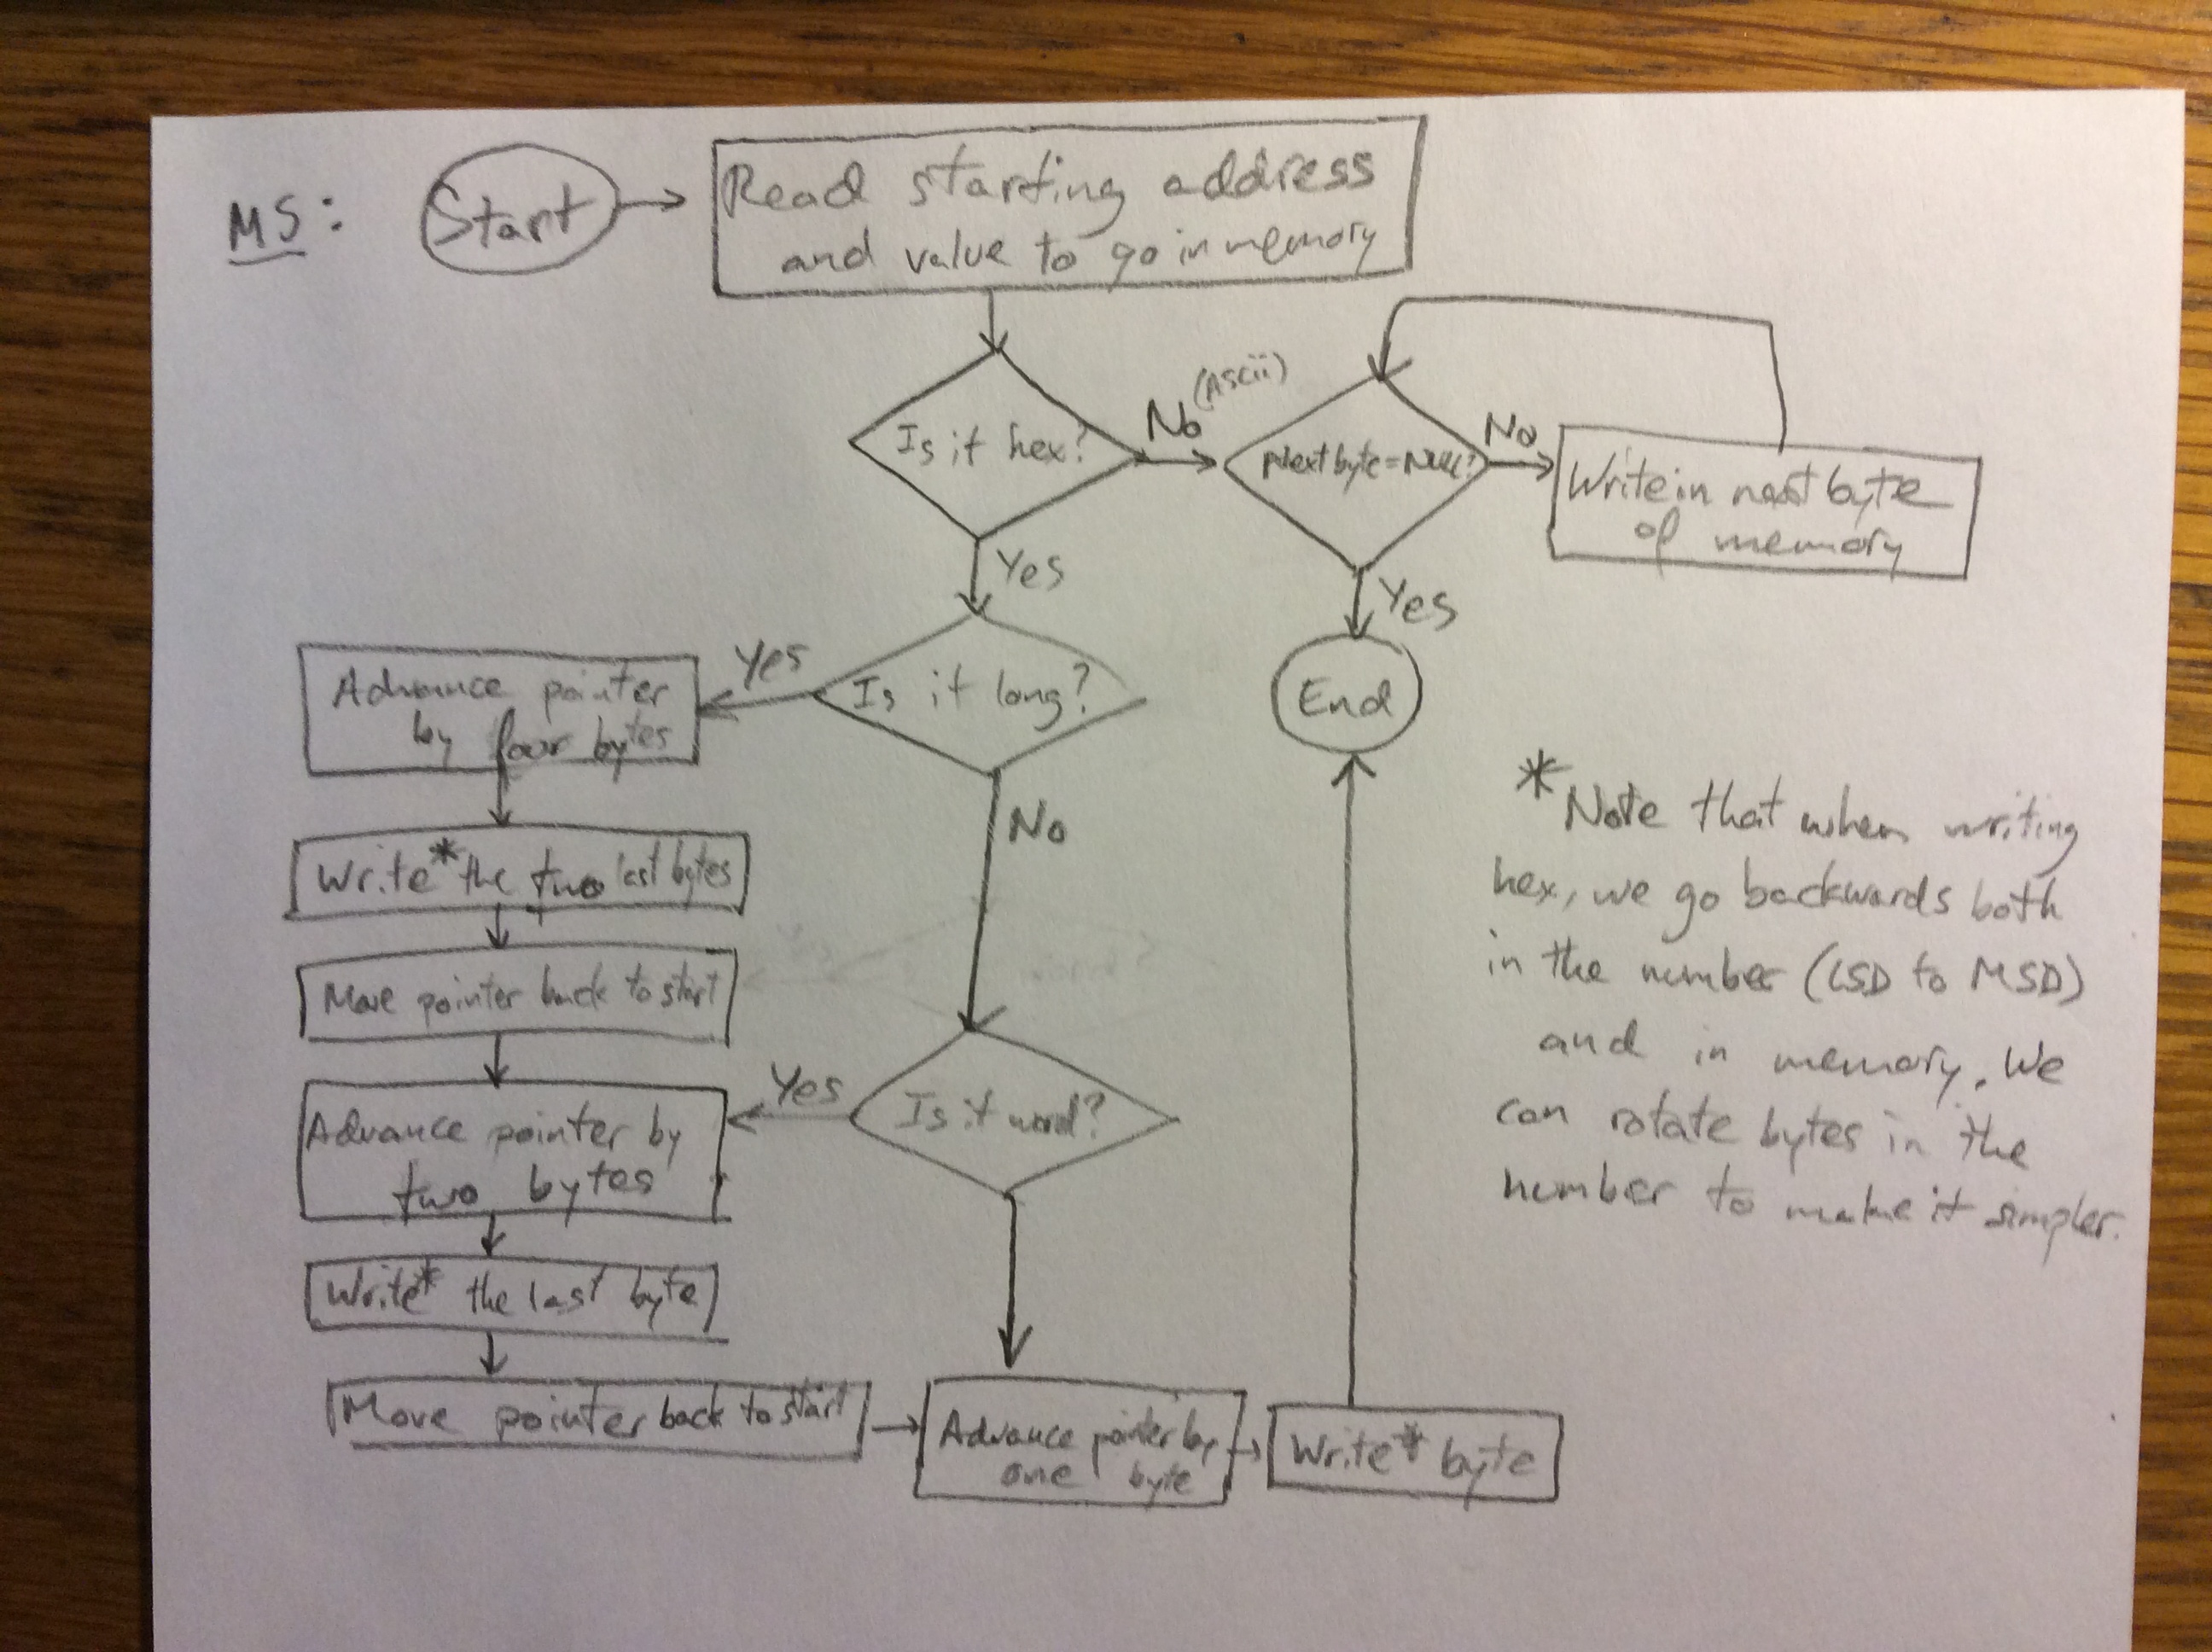 MS:
Start
Read starting address
and value to go in memory
Is it hex?
No (Ascii)
Next byte = NULL?
No
Write in next byte
of memory
Yes
Yes
End
Is it long?
Yes
Advance pointer
by four bytes
No
Write* the two last bytes
Move pointer back to start
Is it word?
Yes
Advance pointer by
two bytes
Write* the last byte
Move pointer back to start
Advance pointer by
one byte
Write* byte
*Note that when writing
hex, we go backwards both
in the number (LSD to MSD)
and in memory. We
can rotate bytes in the
number to make it simpler.